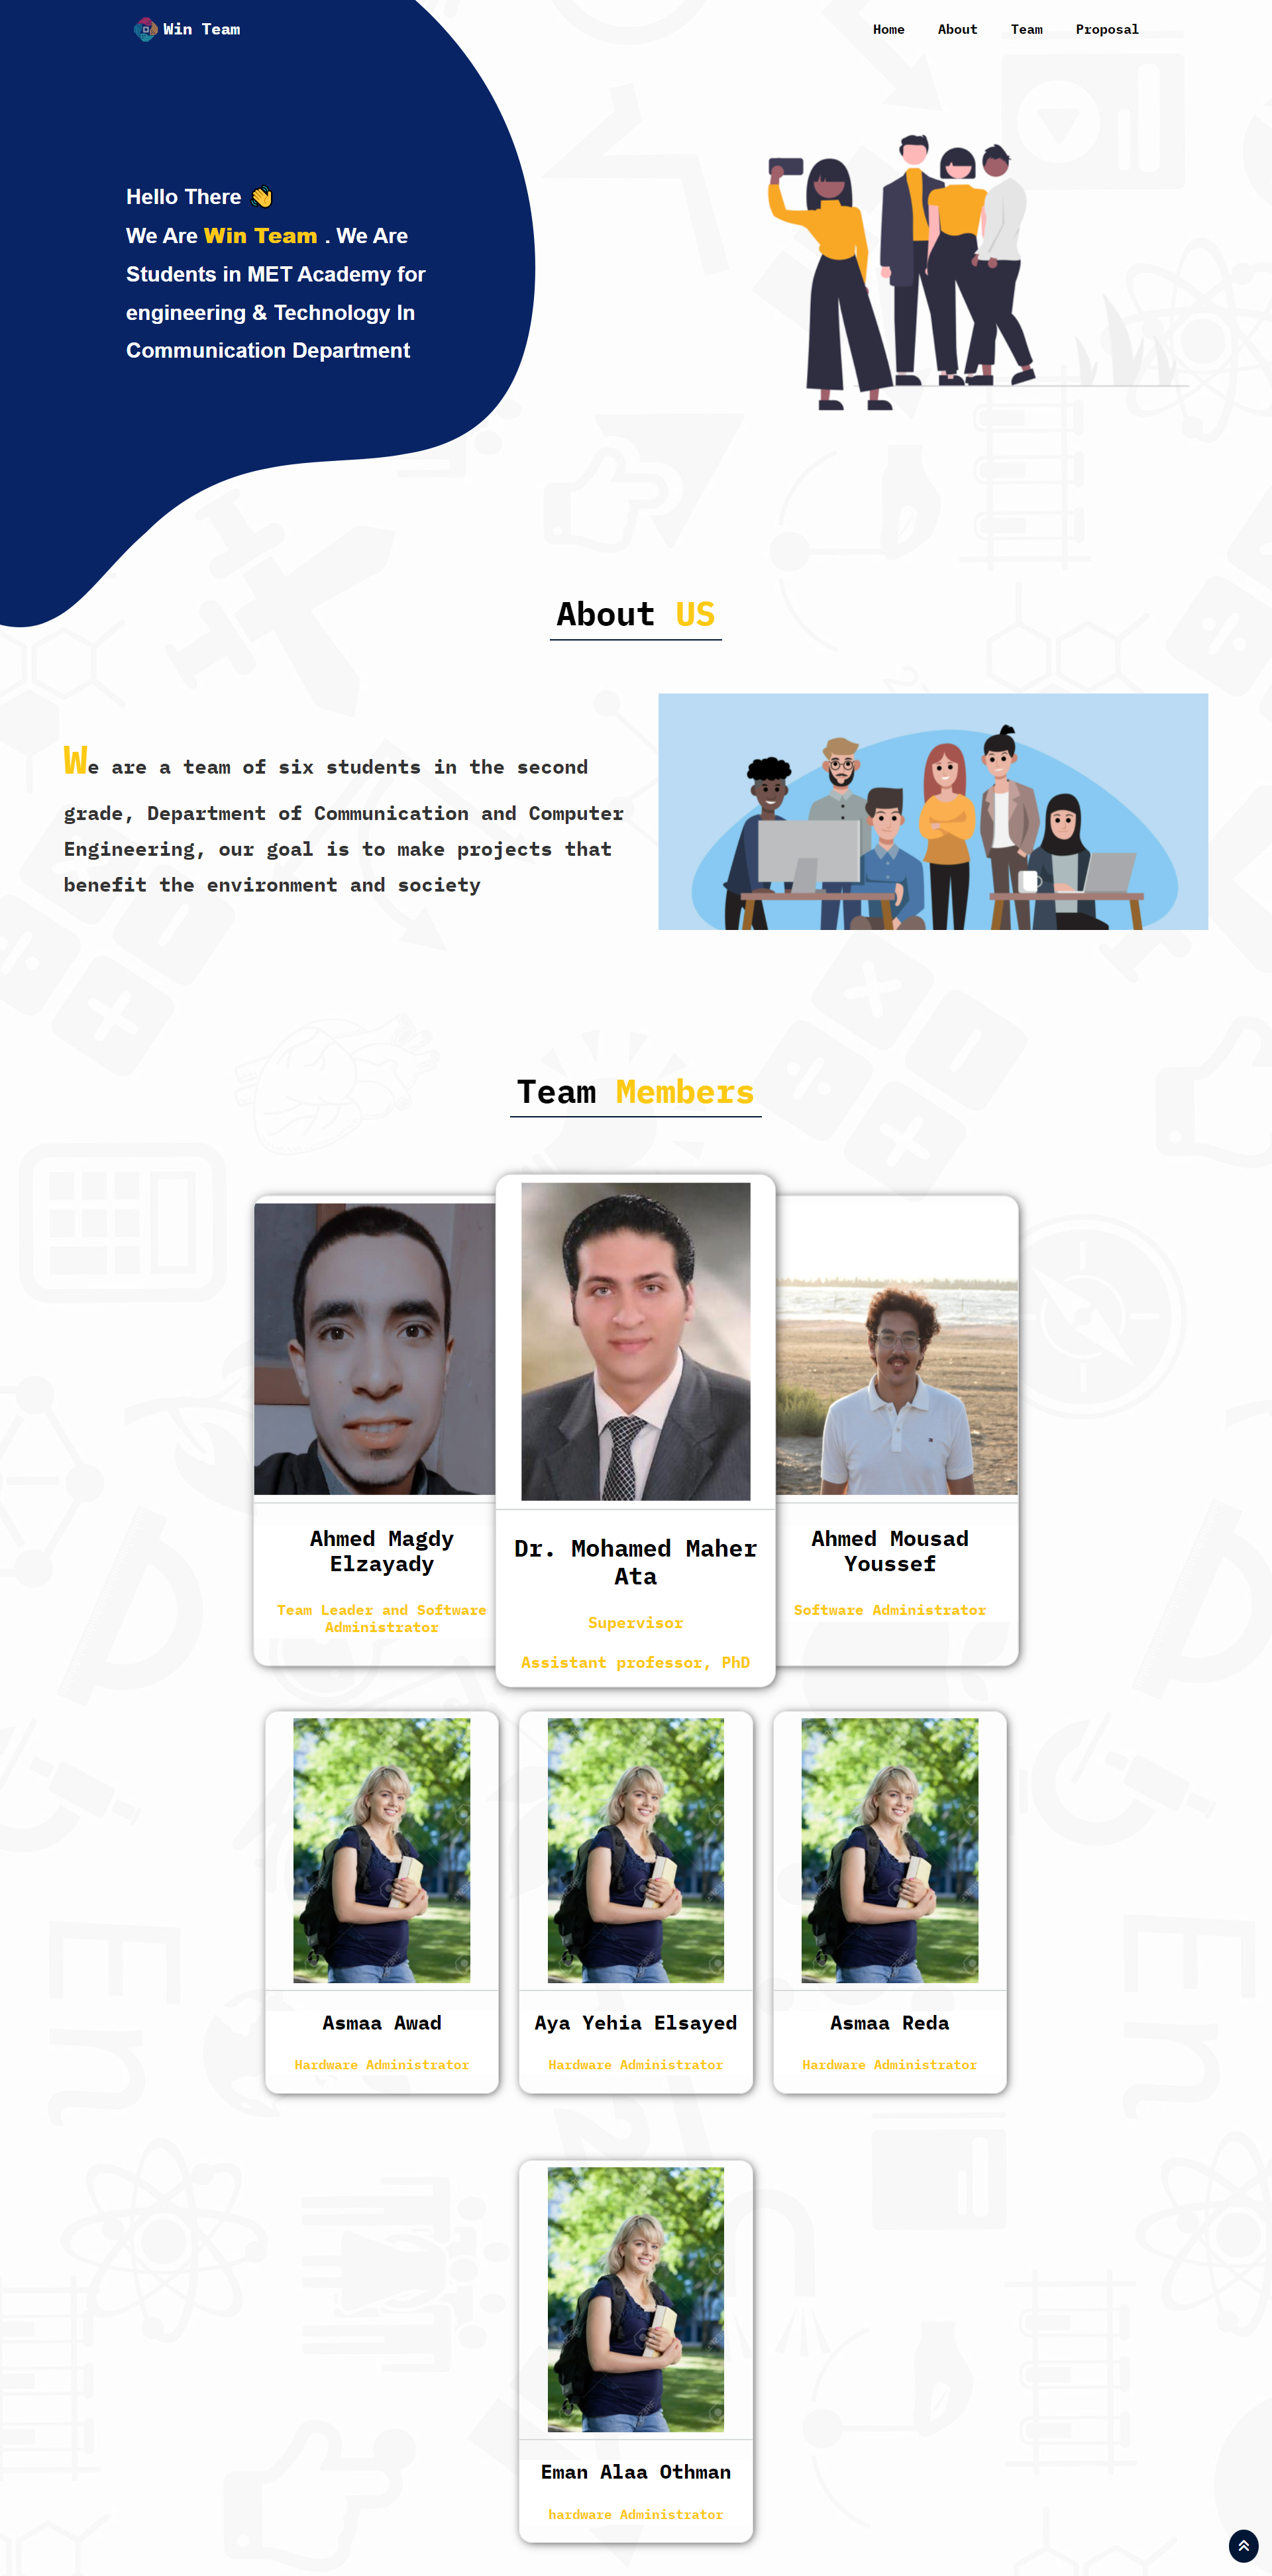 Win Team
Home About Team Proposal
Hello There 👋
We Are Win Team . We Are
Students in MET Academy for
engineering & Technology In
Communication Department
About US
We are a team of six students in the second
grade, Department of Communication and Computer
Engineering, our goal is to make projects that
benefit the environment and society
Team Members
Ahmed Magdy
Elzayady
Team Leader and Software
Administrator
Dr. Mohamed Maher
Ata
Supervisor
Assistant professor, PhD
Ahmed Mousad
Youssef
Software Administrator
Asmaa Awad
Hardware Administrator
Aya Yehia Elsayed
Hardware Administrator
Asmaa Reda
Hardware Administrator
En
En
Eman Alaa Othman
hardware Administrator